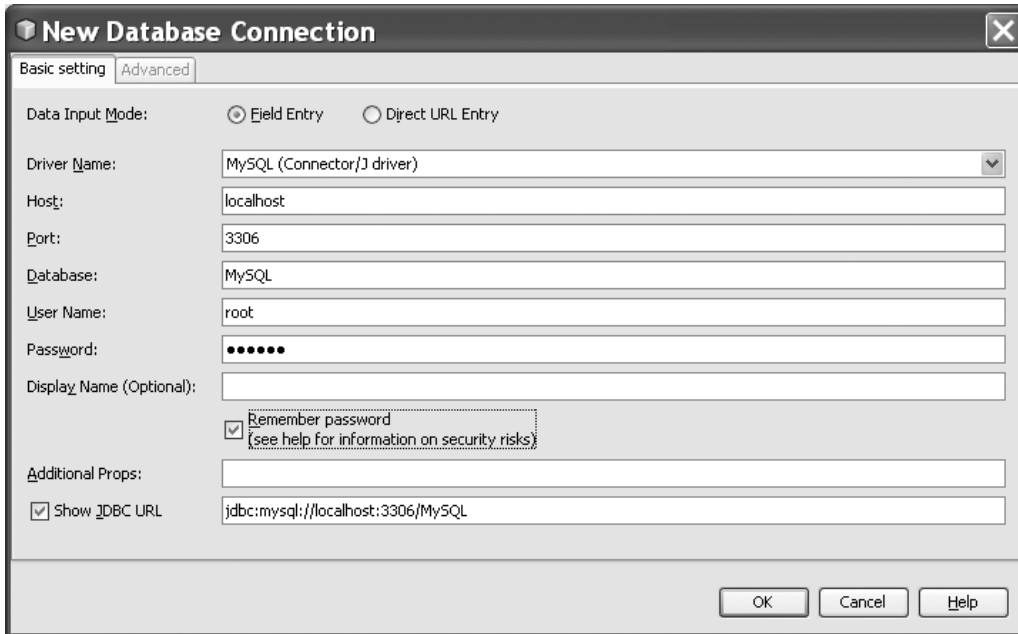 New Database Connection
Basic setting Advanced
Data Input Mode: Field Entry Direct URL Entry
Driver Name: MySQL (Connector/J driver)
Host: localhost
Port: 3306
Database: MySQL
User Name: root
Password: ●●●●●●
Display Name (Optional):
Remember password
(see help for information on security risks)
Additional Props:
Show JDBC URL jdbc:mysql://localhost:3306/MySQL
OK Cancel Help